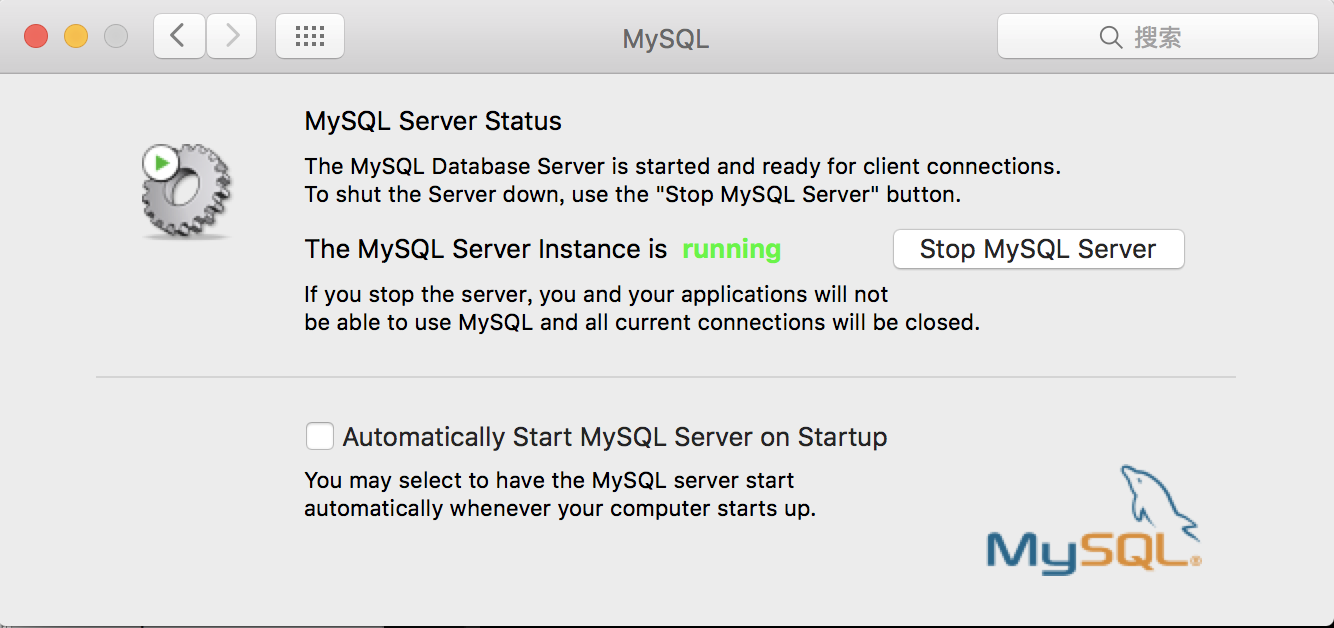 MySQL
搜索
MySQL Server Status
The MySQL Database Server is started and ready for client connections.
To shut the Server down, use the "Stop MySQL Server" button.
The MySQL Server Instance is running
Stop MySQL Server
If you stop the server, you and your applications will not
be able to use MySQL and all current connections will be closed.
Automatically Start MySQL Server on Startup
You may select to have the MySQL server start
automatically whenever your computer starts up.
MySQL®